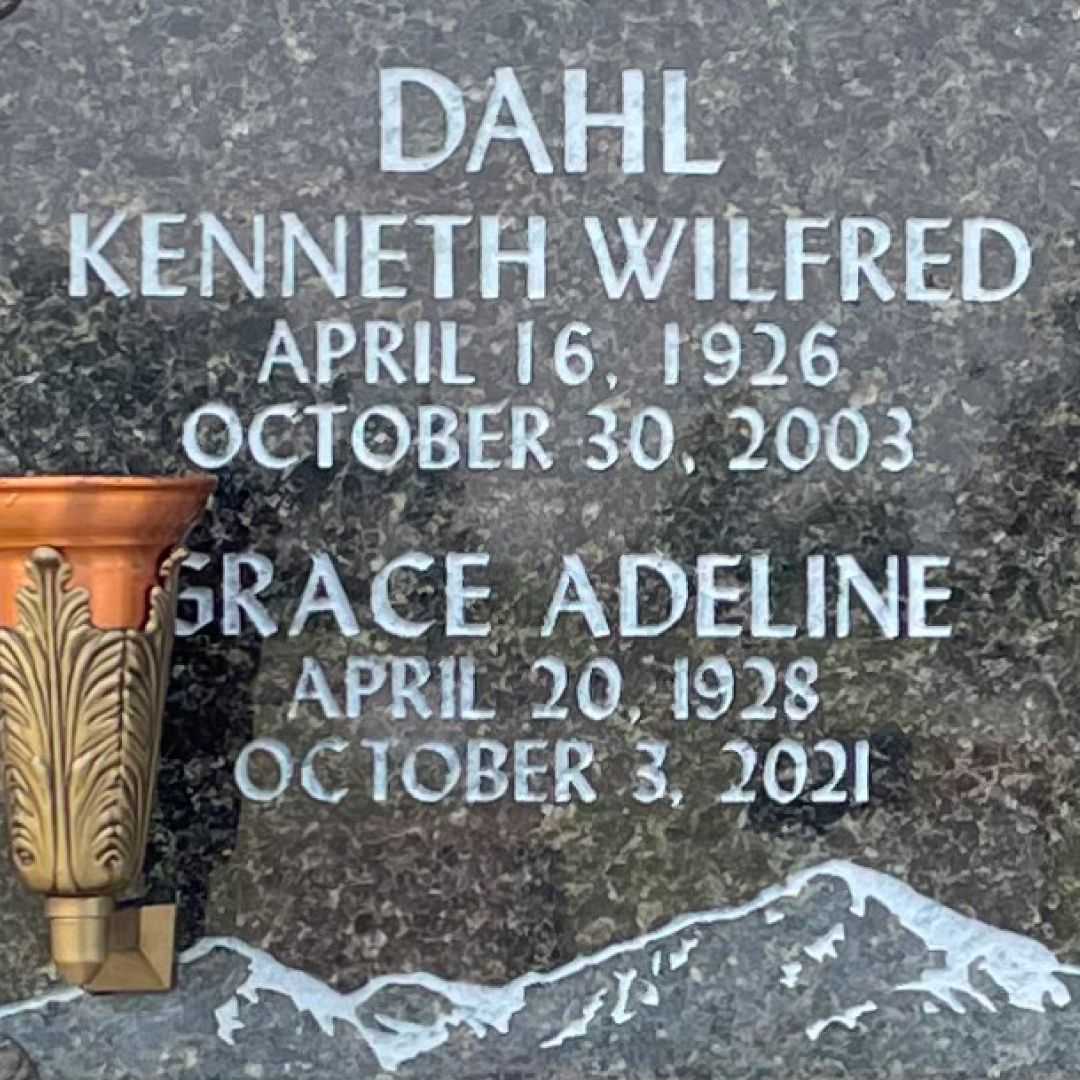 DAHL
KENNETH WILFRED
APRIL 16, 1926
OCTOBER 30, 2003
GRACE ADELINE
APRIL 20, 1928
OCTOBER 3, 2021